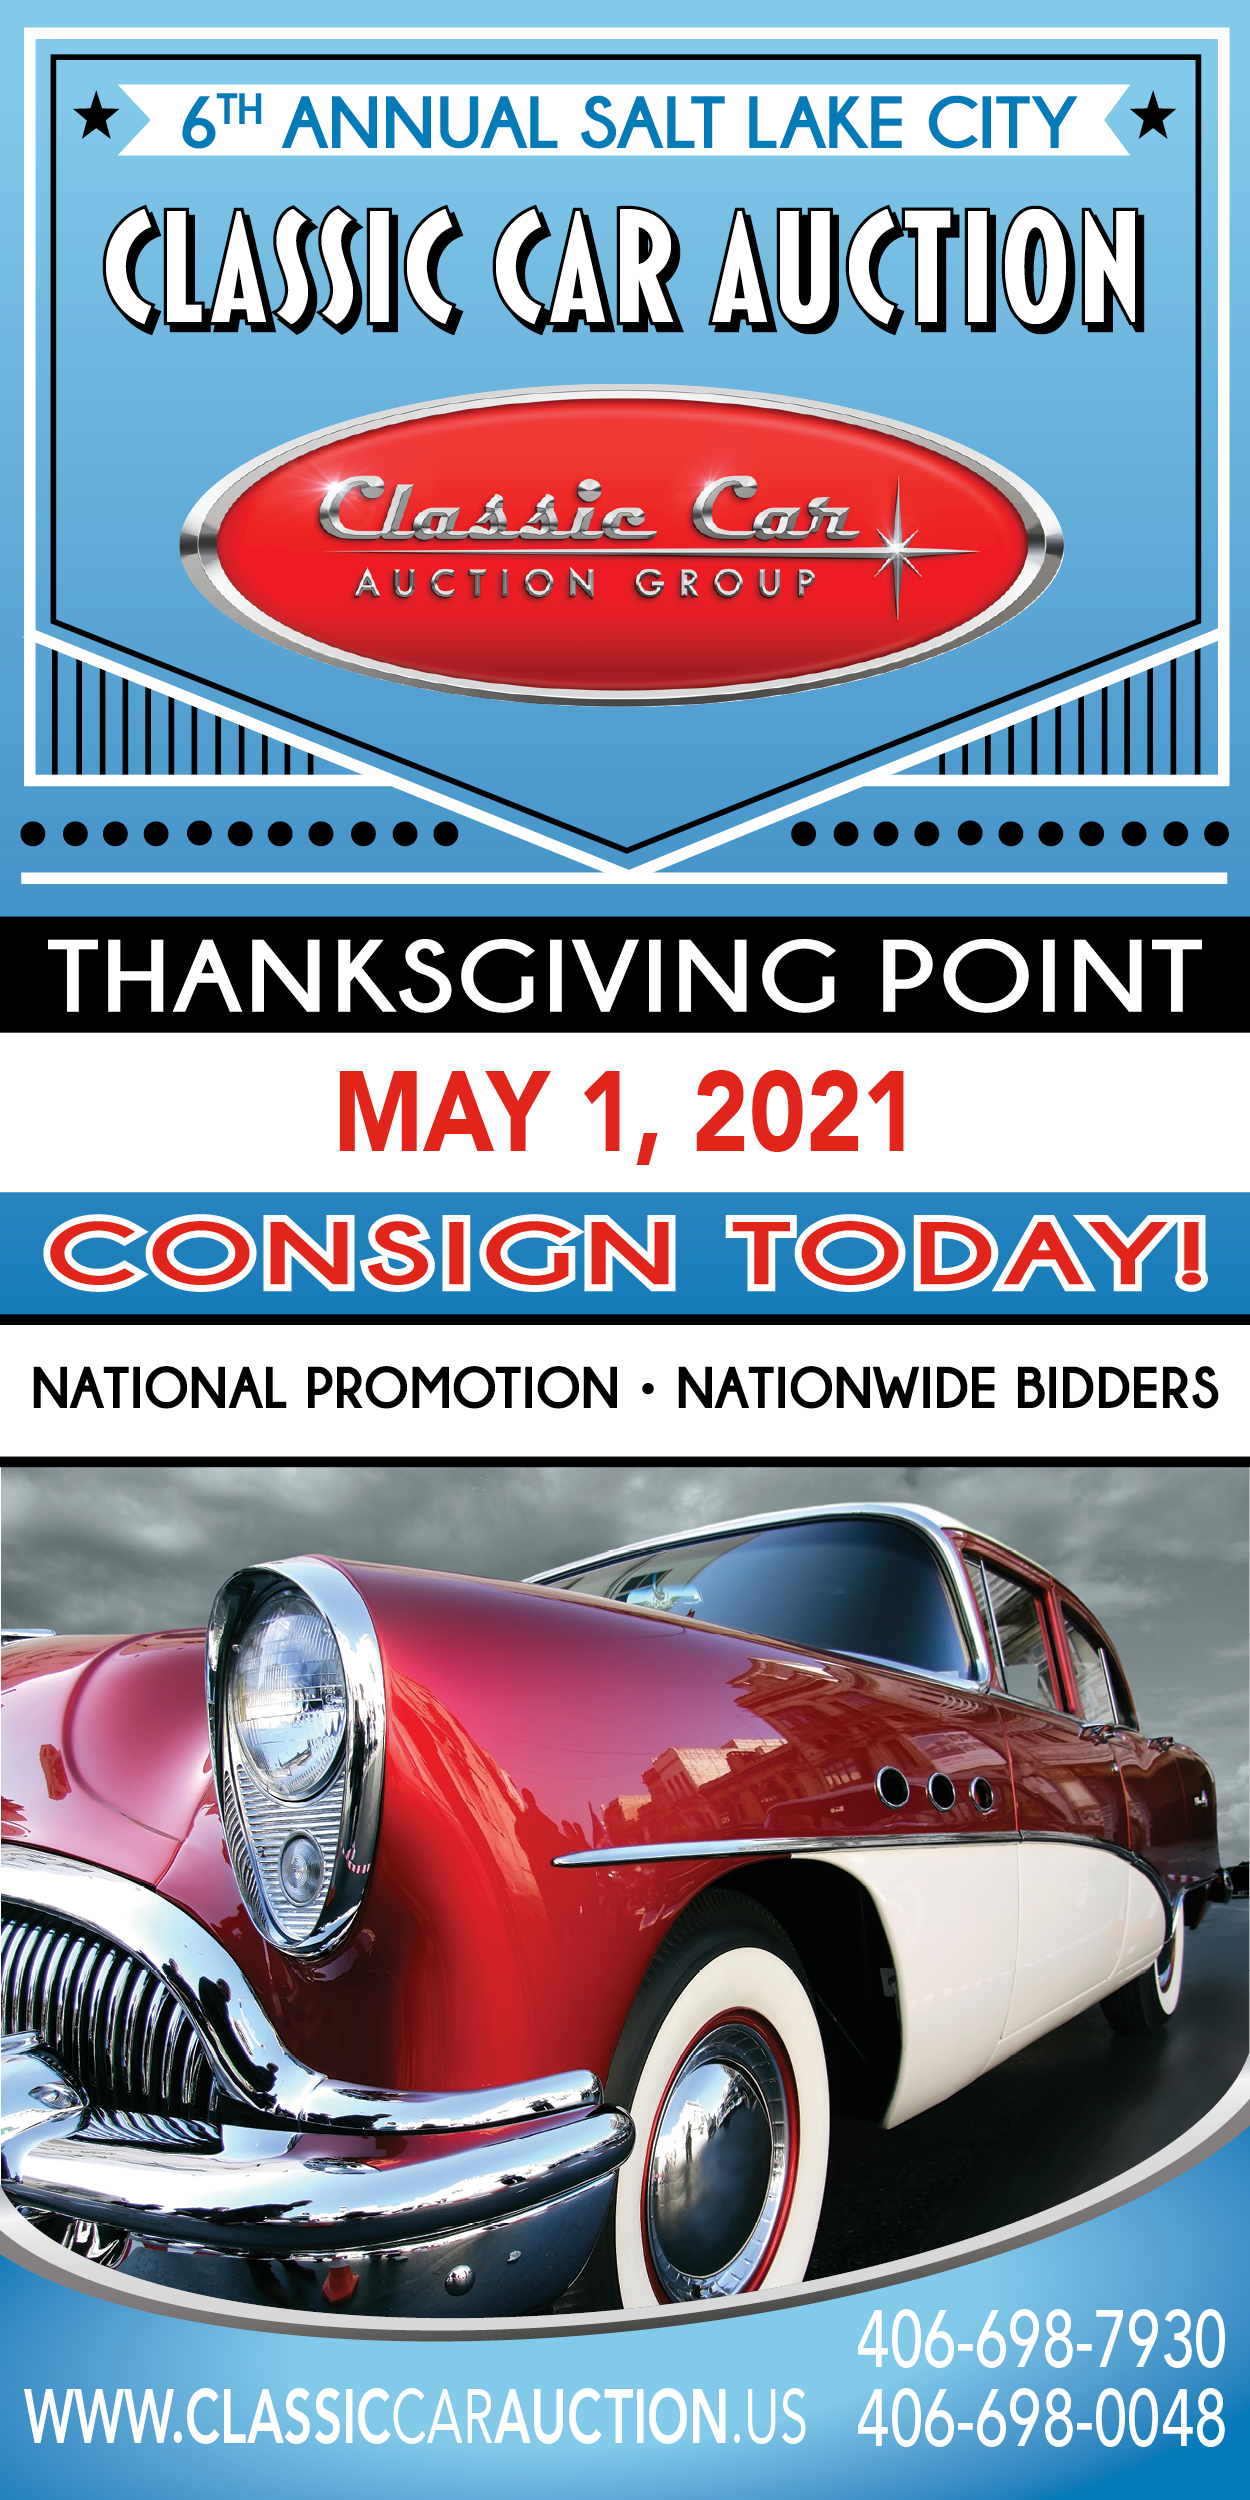 6TH ANNUAL SALT LAKE CITY
CLASSIC CAR AUCTION
Classic Car
AUCTION GROUP
THANKSGIVING POINT
MAY 1, 2021
CONSIGN TODAY!
NATIONAL PROMOTION • NATIONWIDE BIDDERS
406-698-7930
WWW.CLASSICCARAUCTION.US 406-698-0048